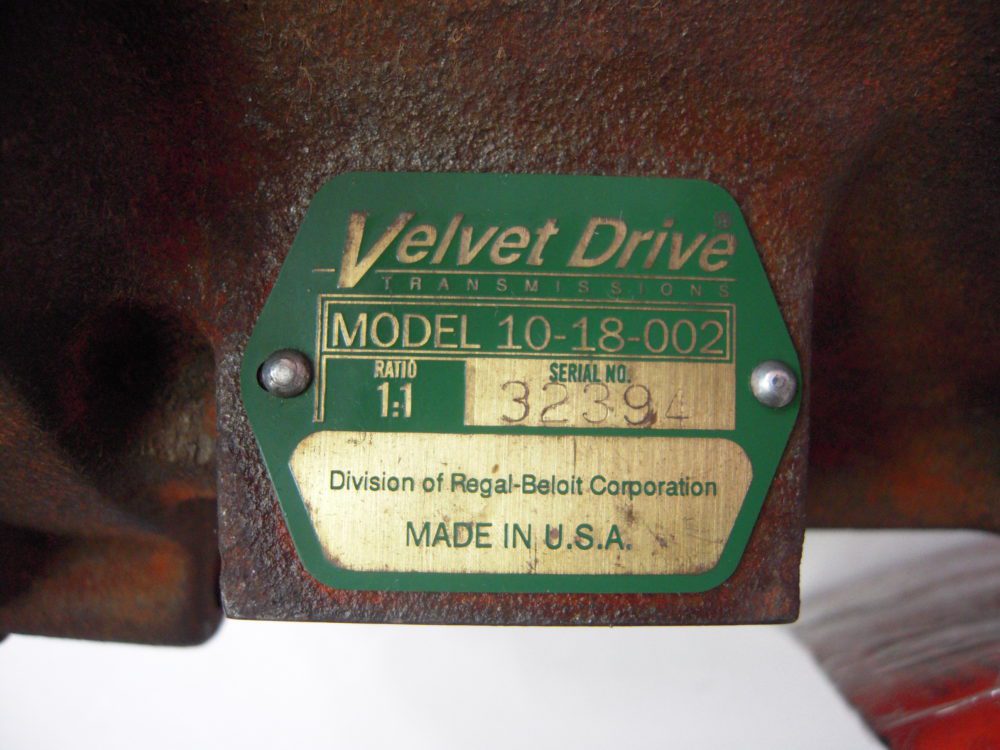 Velvet Drive®
TRANSMISSIONS
MODEL 10-18-002
RATIO
1:1
SERIAL NO.
32394
Division of Regal-Beloit Corporation
MADE IN U.S.A.